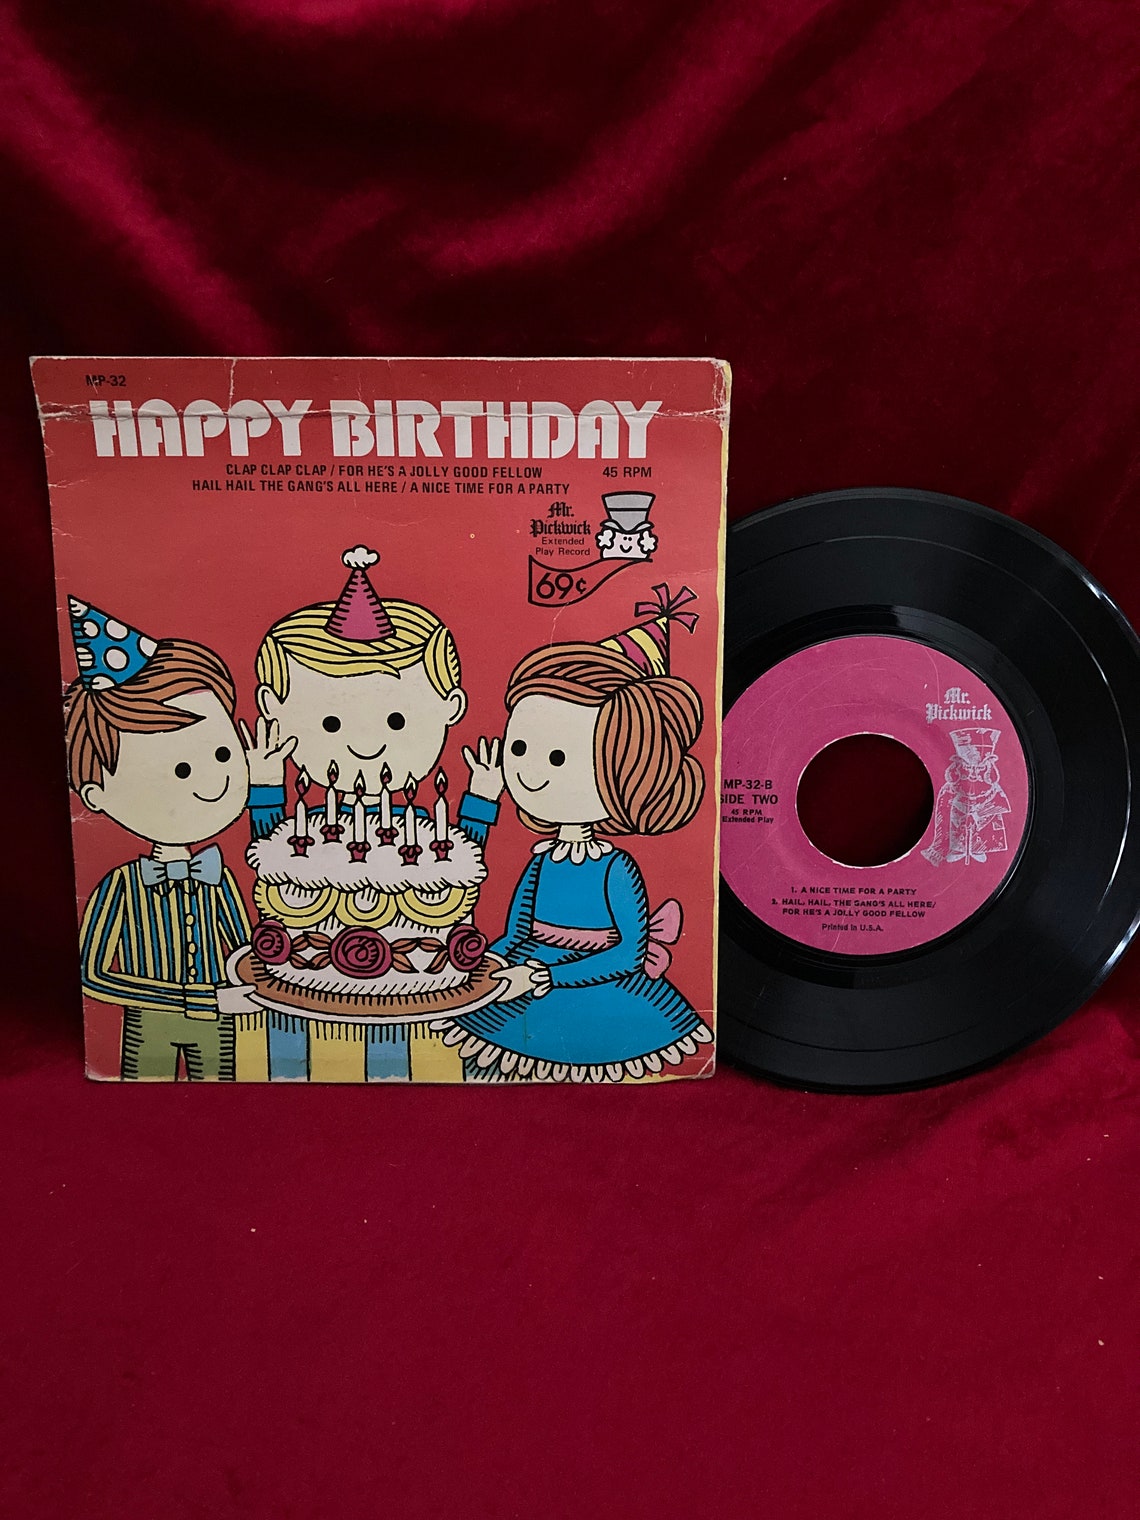 MP-32
HAPPY BIRTHDAY
CLAP CLAP CLAP / FOR HE'S A JOLLY GOOD FELLOW
45 RPM
HAIL HAIL THE GANG'S ALL HERE / A NICE TIME FOR A PARTY
Mr.
Pickwick
Extended
Play Record
69¢
Mr.
Pickwick
MP-32-B
SIDE TWO
45 RPM
Extended Play
1. A NICE TIME FOR A PARTY
2. HAIL, HAIL, THE GANG'S ALL HERE/
FOR HE'S A JOLLY GOOD FELLOW
Printed in U.S.A.